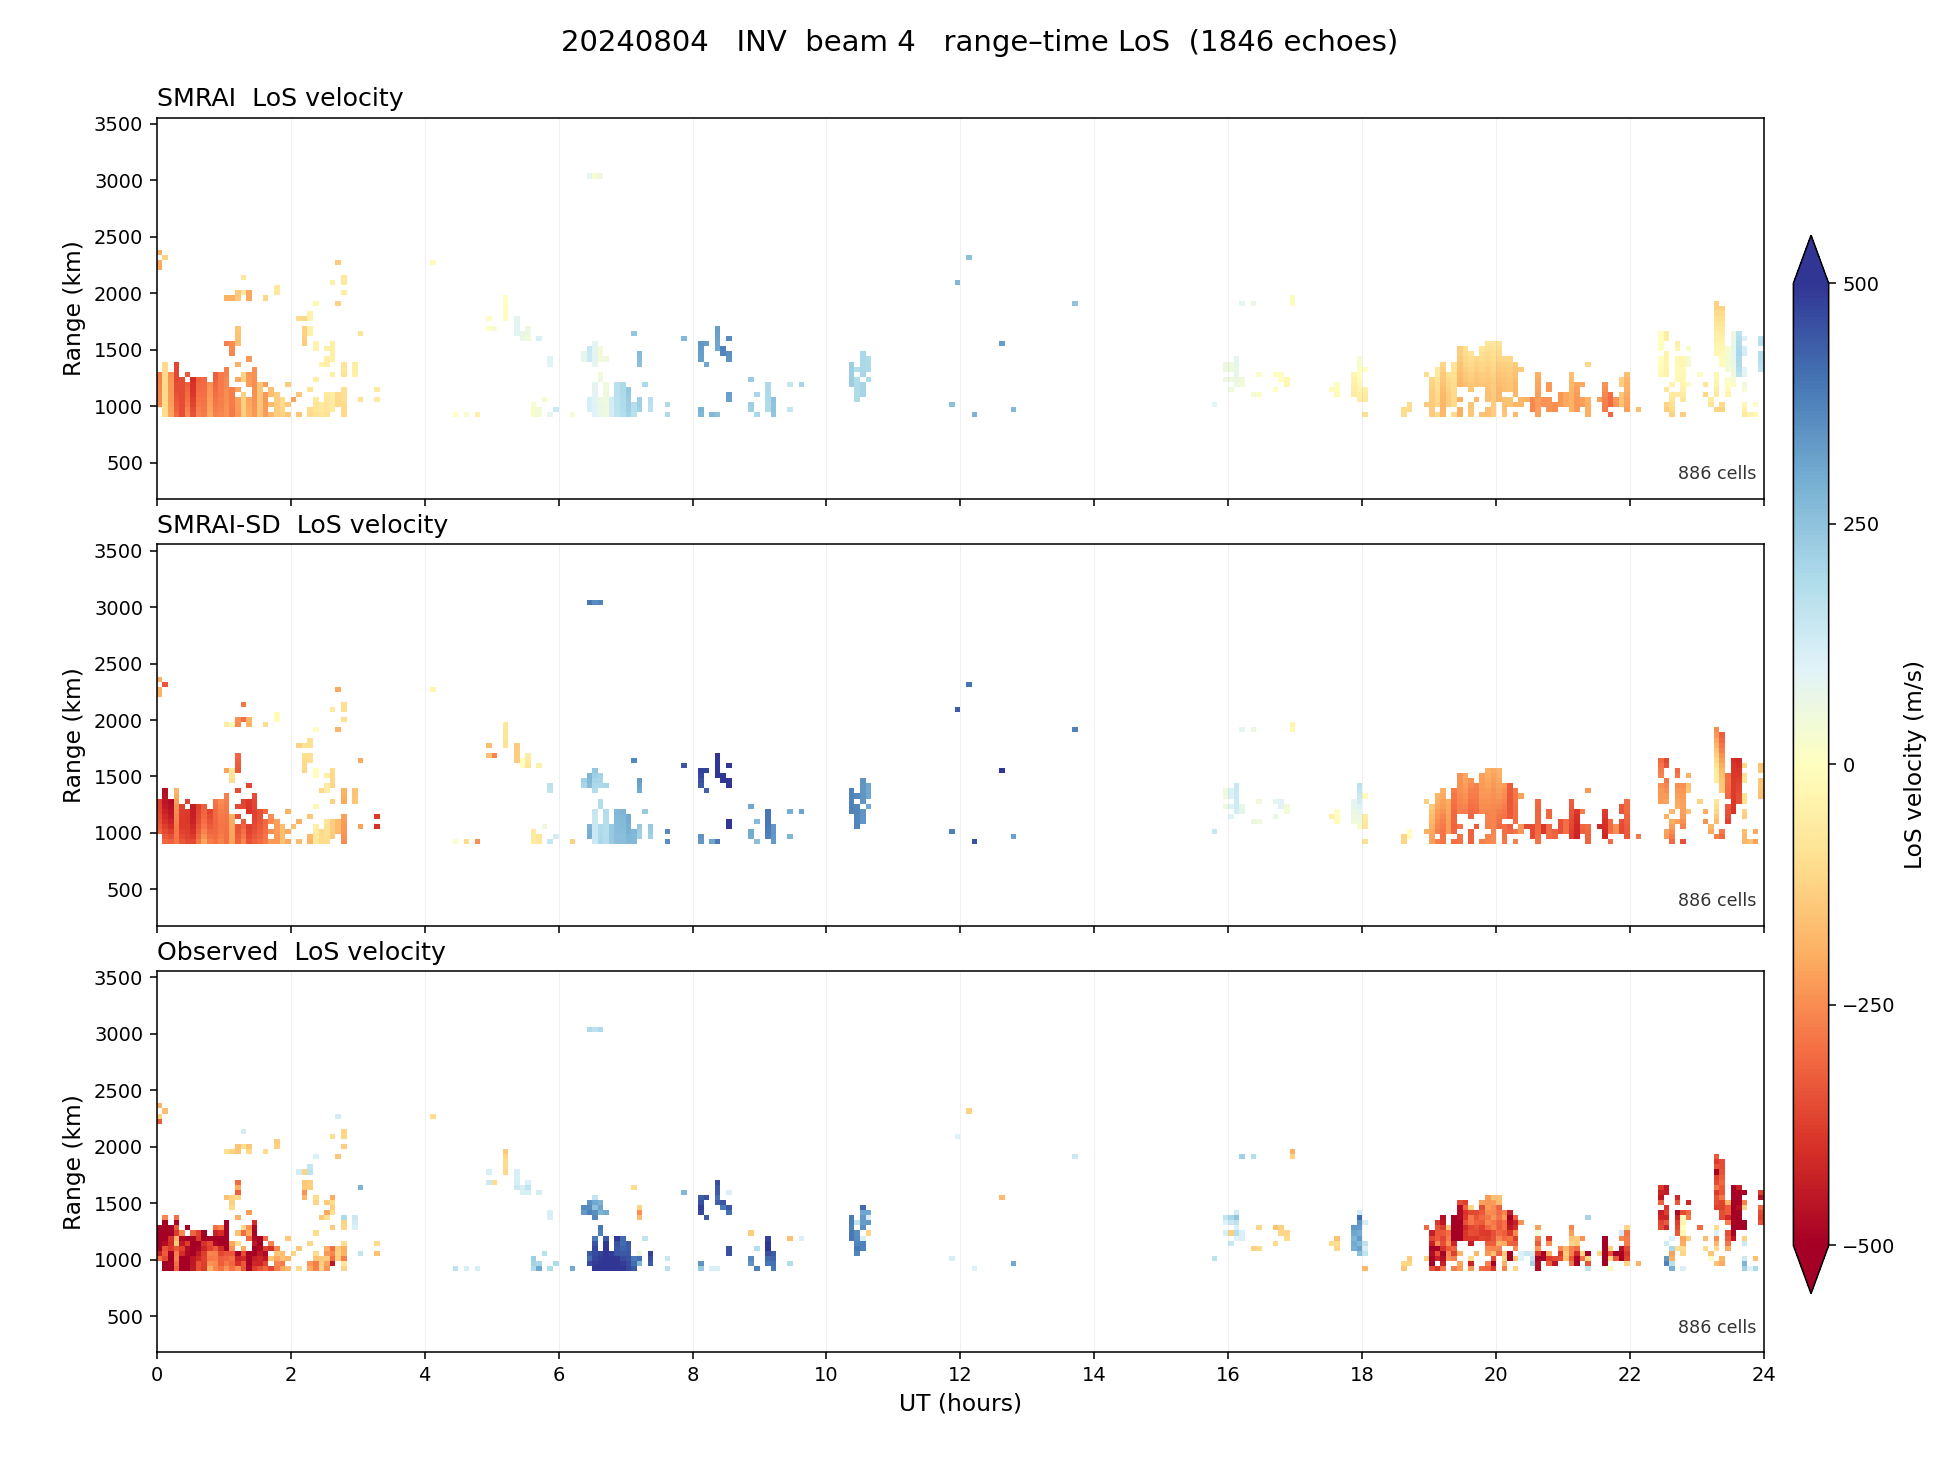 20240804   INV  beam 4   range–time LoS  (1846 echoes)
SMRAI  LoS velocity
3500
3000
2500
2000
1500
1000
500
Range (km)
886 cells
SMRAI-SD  LoS velocity
3500
3000
2500
2000
1500
1000
500
Range (km)
886 cells
Observed  LoS velocity
3500
3000
2500
2000
1500
1000
500
Range (km)
886 cells
0 2 4 6 8 10 12 14 16 18 20 22 24
UT (hours)
500
250
0
−250
−500
LoS velocity (m/s)